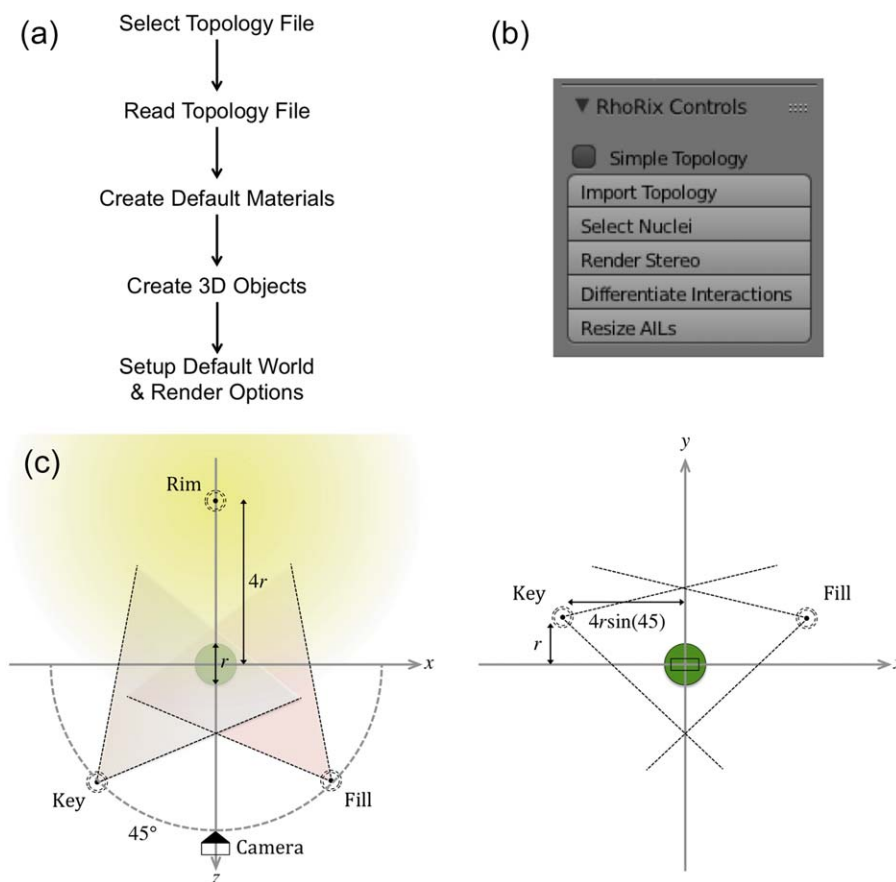 (a)
Select Topology File
Read Topology File
Create Default Materials
Create 3D Objects
Setup Default World
& Render Options
(b)
RhoRix Controls
Simple Topology
Import Topology
Select Nuclei
Render Stereo
Differentiate Interactions
Resize AILs
(c)
Rim
4r
r
x
Key
Fill
45°
Camera
z
y
Key
Fill
4rsin(45)
r
x